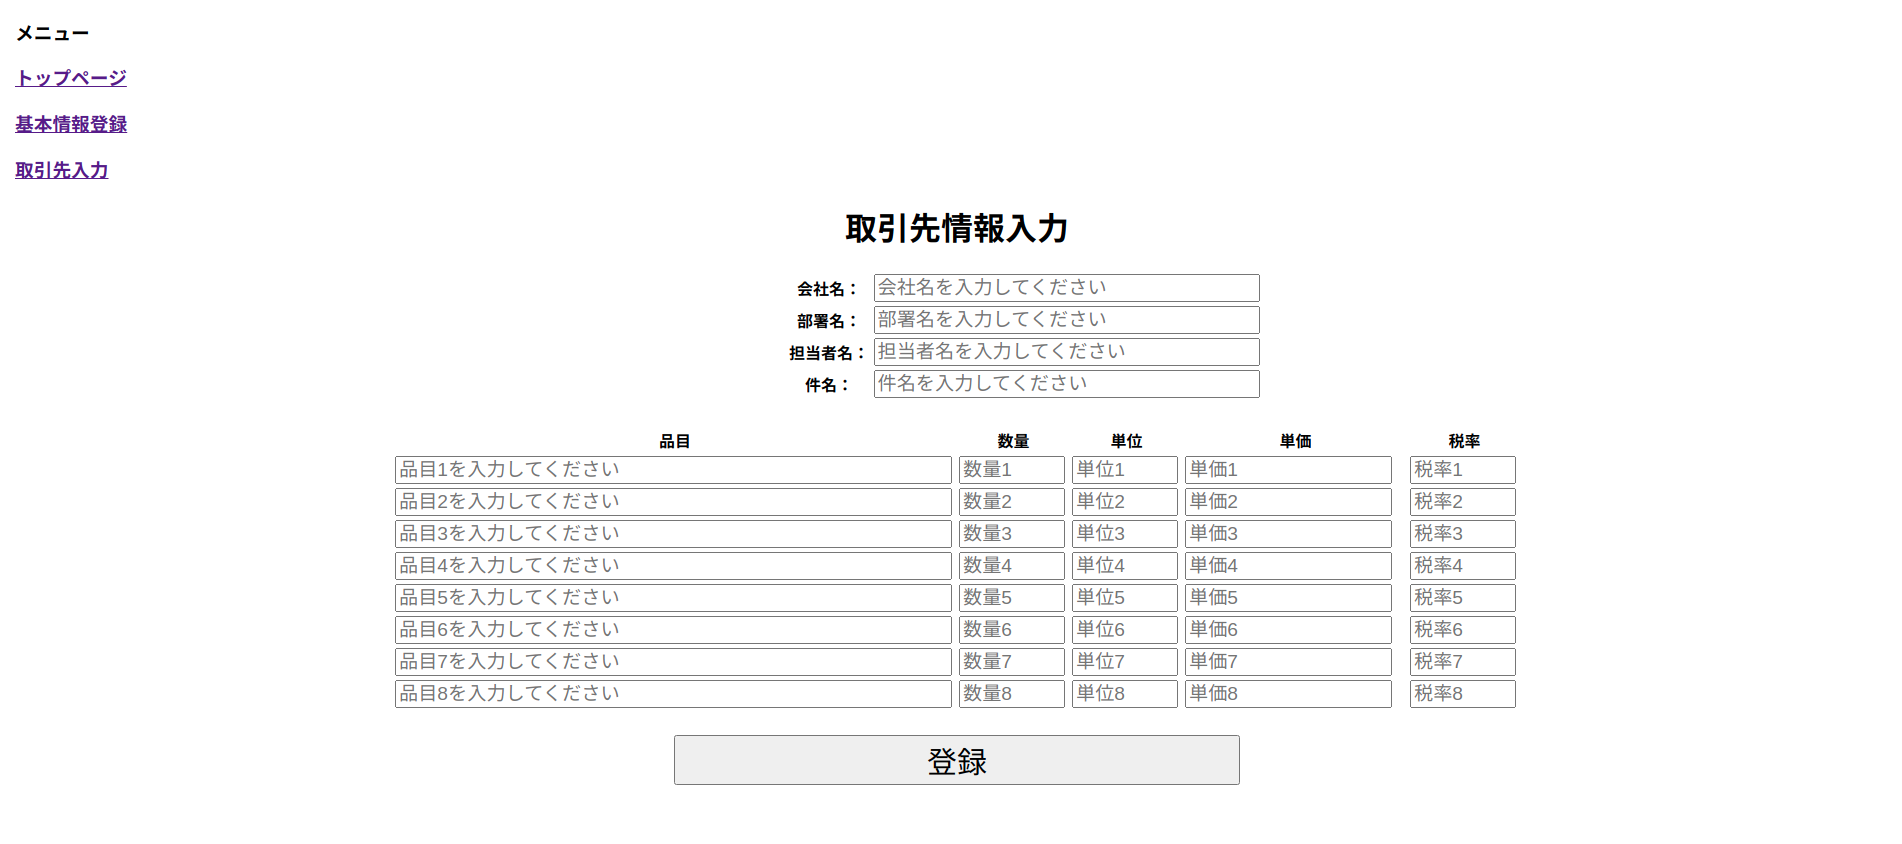 メニュー
トップページ
基本情報登録
取引先入力
取引先情報入力
会社名： 会社名を入力してください
部署名： 部署名を入力してください
担当者名： 担当者名を入力してください
件名： 件名を入力してください
品目 数量 単位 単価 税率
品目1を入力してください 数量1 単位1 単価1 税率1
品目2を入力してください 数量2 単位2 単価2 税率2
品目3を入力してください 数量3 単位3 単価3 税率3
品目4を入力してください 数量4 単位4 単価4 税率4
品目5を入力してください 数量5 単位5 単価5 税率5
品目6を入力してください 数量6 単位6 単価6 税率6
品目7を入力してください 数量7 単位7 単価7 税率7
品目8を入力してください 数量8 単位8 単価8 税率8
登録